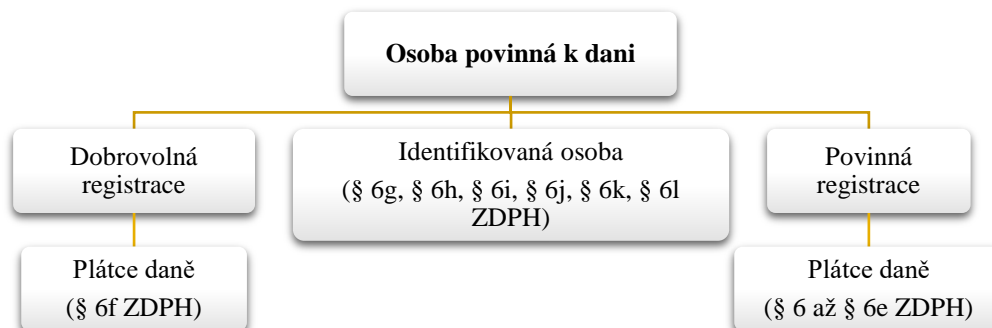 Osoba povinná k dani
Dobrovolná
registrace
Identifikovaná osoba
(§ 6g, § 6h, § 6i, § 6j, § 6k, § 6l
ZDPH)
Povinná
registrace
Plátce daně
(§ 6f ZDPH)
Plátce daně
(§ 6 až § 6e ZDPH)